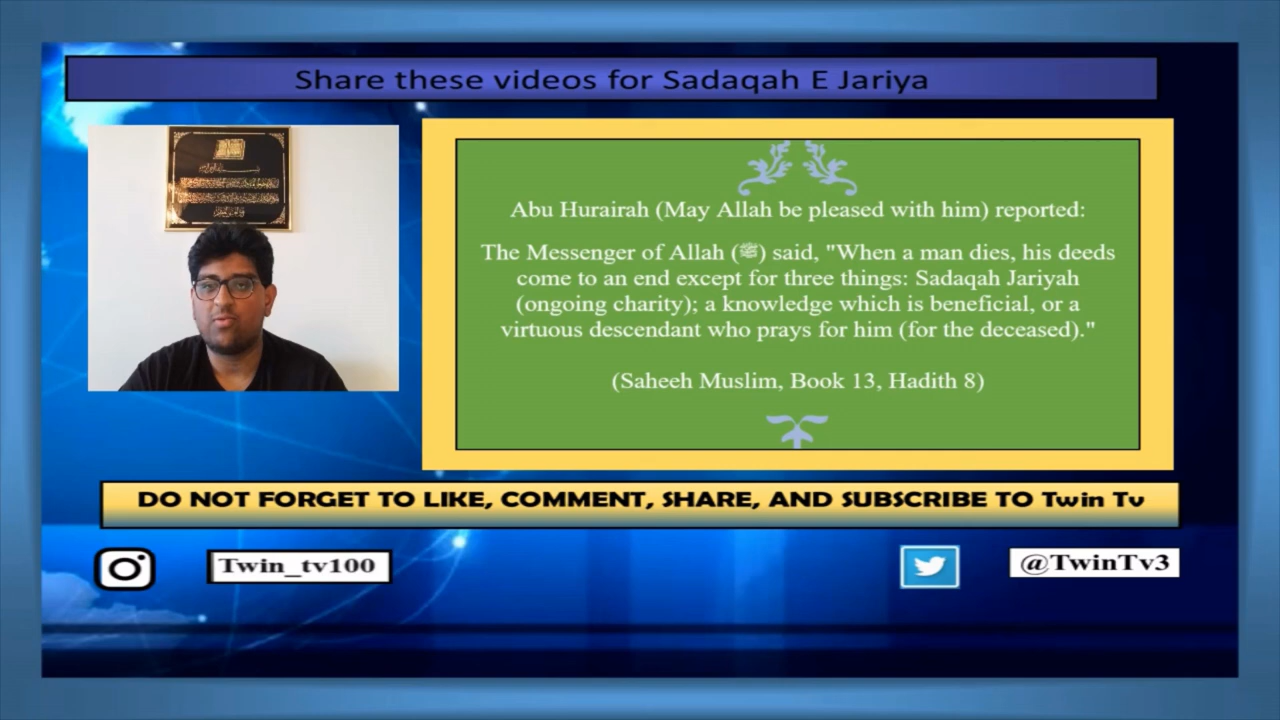 Share these videos for Sadaqah E Jariya
Abu Hurairah (May Allah be pleased with him) reported:
The Messenger of Allah (ﷺ) said, "When a man dies, his deeds
come to an end except for three things: Sadaqah Jariyah
(ongoing charity); a knowledge which is beneficial, or a
virtuous descendant who prays for him (for the deceased)."
(Saheeh Muslim, Book 13, Hadith 8)
DO NOT FORGET TO LIKE, COMMENT, SHARE, AND SUBSCRIBE TO Twin Tv
Twin_tv100
@TwinTv3